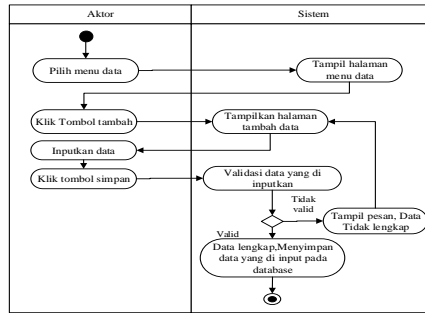 Aktor
Sistem
Pilih menu data
Tampil halaman
menu data
Klik Tombol tambah
Tampilkan halaman
tambah data
Inputkan data
Klik tombol simpan
Validasi data yang di
inputkan
Tidak
valid
Tampil pesan, Data
Tidak lengkap
Valid
Data lengkap,Menyimpan
data yang di input pada
database